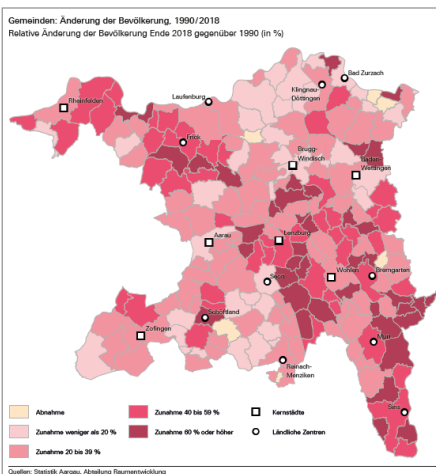 Gemeinden: Änderung der Bevölkerung, 1990/2018
Relative Änderung der Bevölkerung Ende 2018 gegenüber 1990 (in %)
Bad Zurzach
Klingnau-
Döttingen
Laufenburg
Rheinfelden
Frick
Brugg-
Windisch
Baden-
Wettingen
Aarau
Lenzburg
Wohlen
Bremgarten
Seon
Schöftland
Zofingen
Muri
Reinach-
Menziken
Sins
Abnahme
Zunahme 40 bis 59 %
Kernstädte
Zunahme weniger als 20 %
Zunahme 60 % oder höher
Ländliche Zentren
Zunahme 20 bis 39 %
Quellen: Statistik Aargau, Abteilung Raumentwicklung